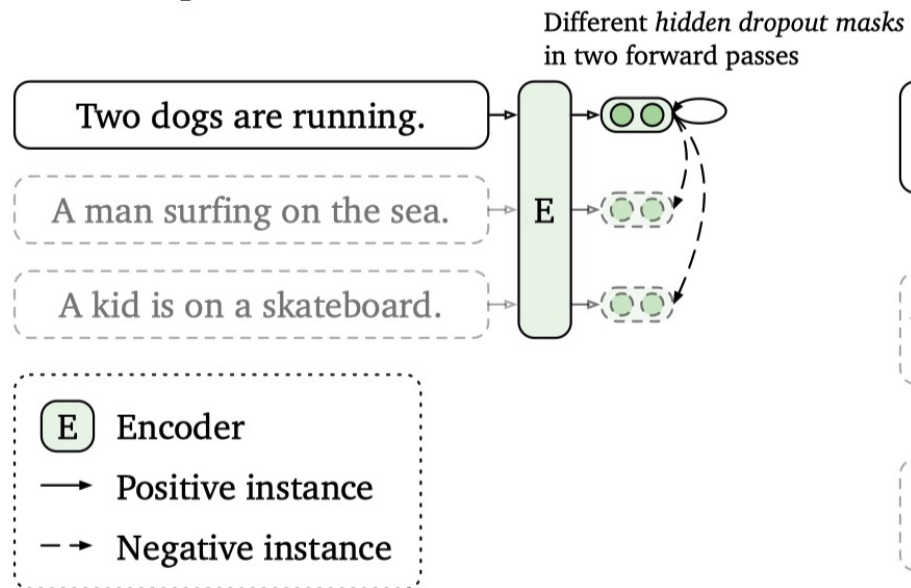 Different hidden dropout masks
in two forward passes
Two dogs are running.
A man surfing on the sea.
E
A kid is on a skateboard.
E Encoder
Positive instance
Negative instance